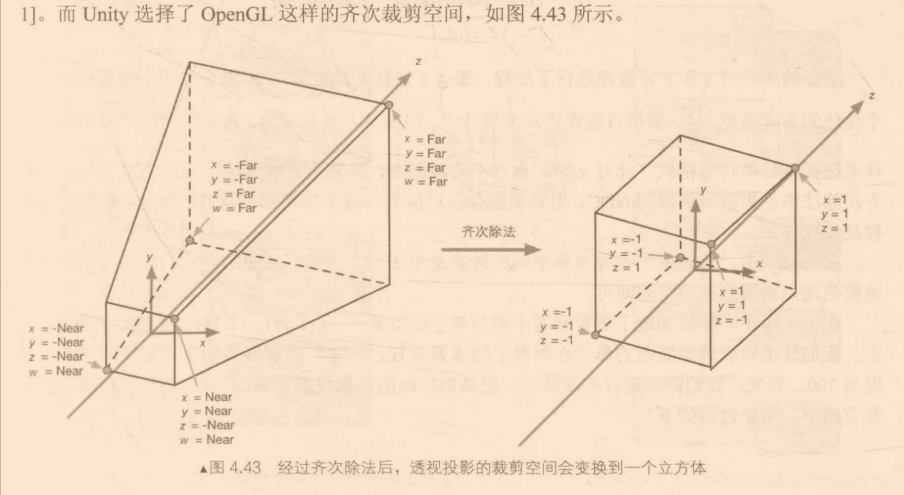 1]。而 Unity 选择了 OpenGL 这样的齐次裁剪空间，如图 4.43 所示。
z
x = Far
y = Far
z = Far
w = Far
x = -Far
y = -Far
z = Far
w = Far
y
x
x = -Near
y = -Near
z = -Near
w = Near
x = Near
y = Near
z = -Near
w = Near
齐次除法
z
y
x
x =1
y = 1
z = 1
x =-1
y = -1
z = 1
x =1
y = 1
z = -1
x =-1
y = -1
z = -1
▲图 4.43 经过齐次除法后，透视投影的裁剪空间会变换到一个立方体